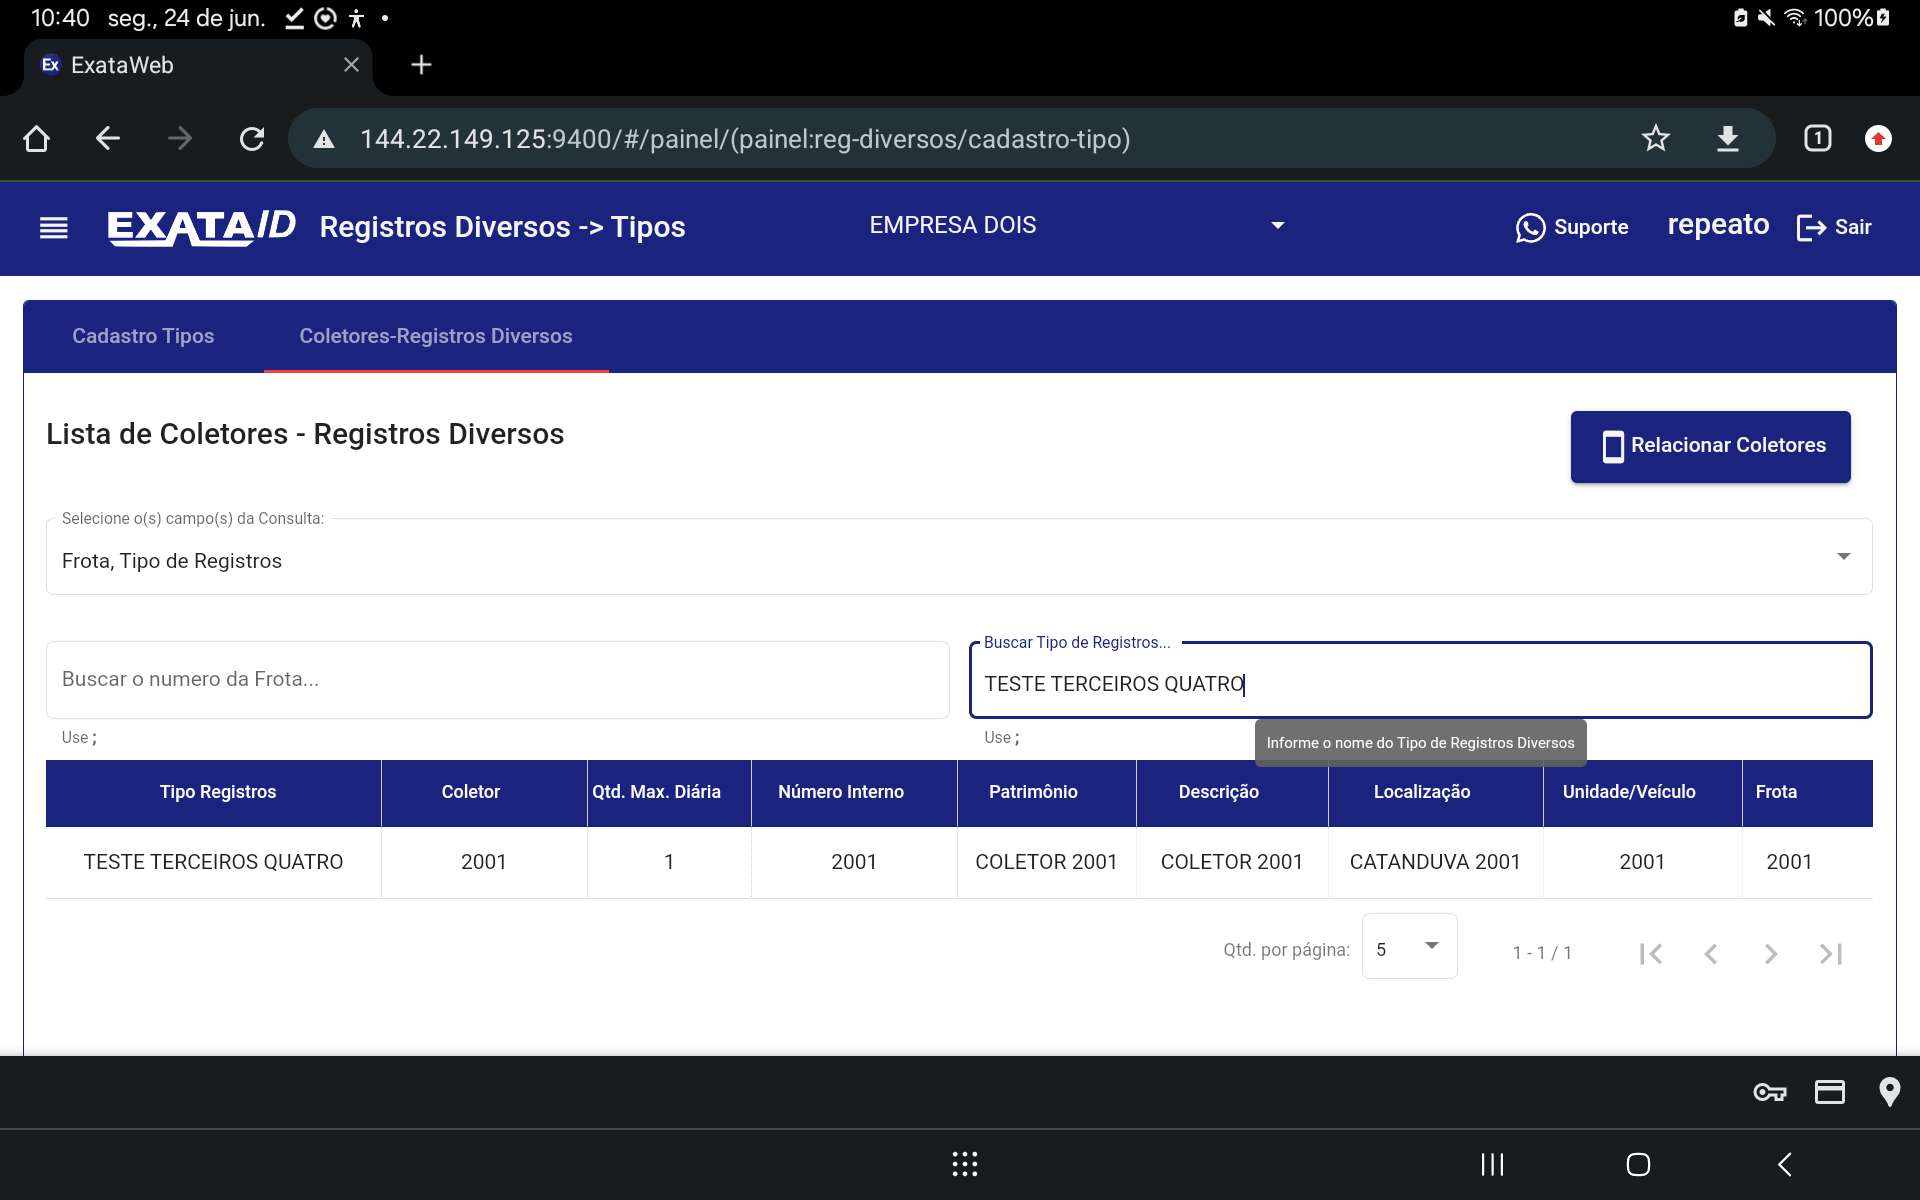 10:40 seg., 24 de jun. 100%
Ex ExataWeb
144.22.149.125:9400/#/painel/(painel:reg-diversos/cadastro-tipo) 1
EXATA/D Registros Diversos -> Tipos EMPRESA DOIS Suporte repeato Sair
Cadastro Tipos Coletores-Registros Diversos
Lista de Coletores - Registros Diversos Relacionar Coletores
Selecione o(s) campo(s) da Consulta:
Frota, Tipo de Registros
Buscar Tipo de Registros...
Buscar o numero da Frota... TESTE TERCEIROS QUATRO
Use ; Use ; Informe o nome do Tipo de Registros Diversos
Tipo Registros Coletor Qtd. Max. Diária Número Interno Patrimônio Descrição Localização Unidade/Veículo Frota
TESTE TERCEIROS QUATRO 2001 1 2001 COLETOR 2001 COLETOR 2001 CATANDUVA 2001 2001 2001
Qtd. por página: 5 1 - 1 / 1